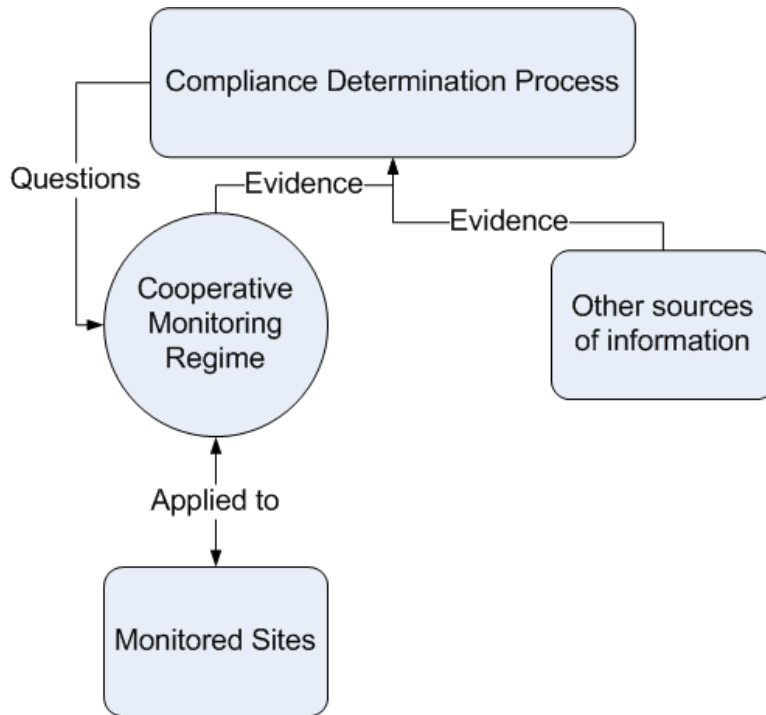 Compliance Determination Process
Questions
Evidence
Evidence
Cooperative
Monitoring
Regime
Other sources
of information
Applied to
Monitored Sites